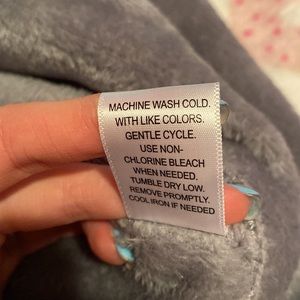 MACHINE WASH COLD.
WITH LIKE COLORS.
GENTLE CYCLE.
USE NON-
CHLORINE BLEACH
WHEN NEEDED.
TUMBLE DRY LOW.
REMOVE PROMPTLY.
COOL IRON IF NEEDED